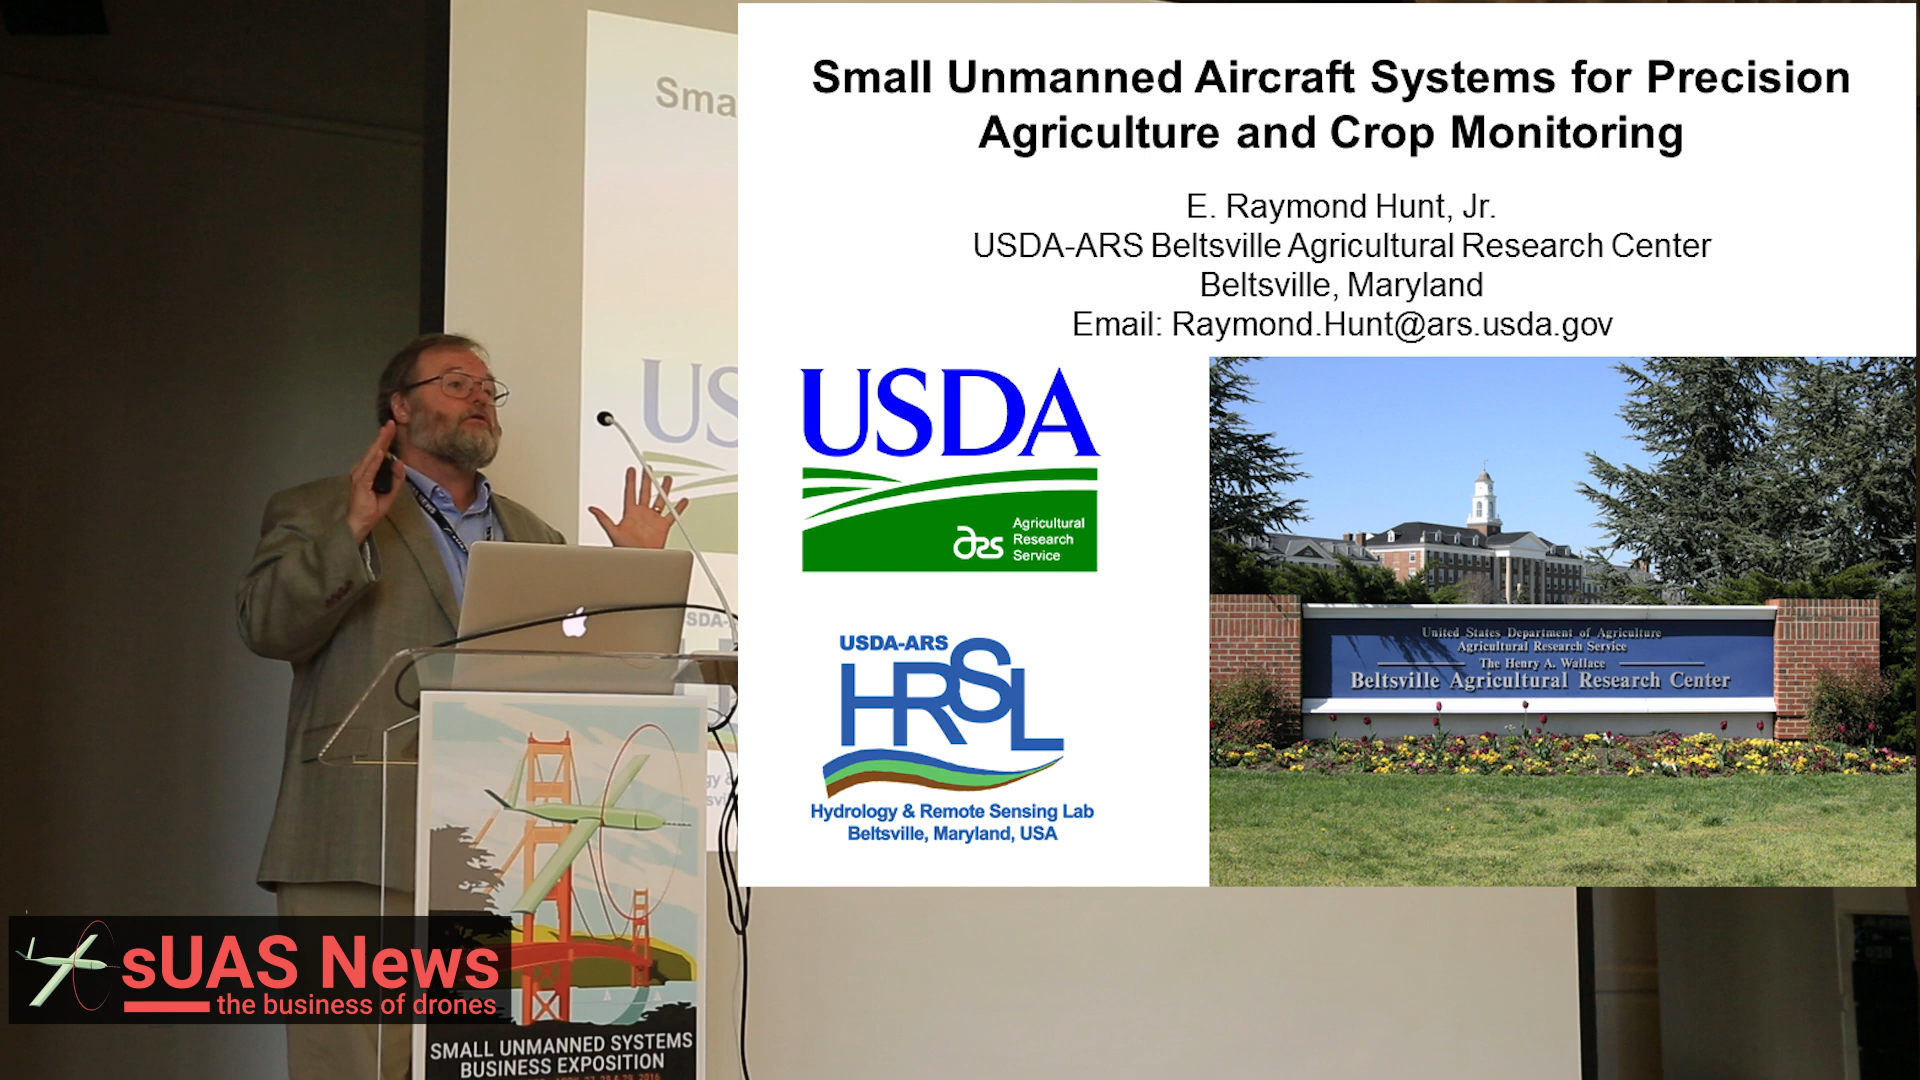 Small Unmanned Aircraft Systems for Precision
Agriculture and Crop Monitoring
E. Raymond Hunt, Jr.
USDA-ARS Beltsville Agricultural Research Center
Beltsville, Maryland
Email: Raymond.Hunt@ars.usda.gov
USDA
ars
Agricultural
Research
Service
USDA-ARS
HRSL
Hydrology & Remote Sensing Lab
Beltsville, Maryland, USA
United States Department of Agriculture
Agricultural Research Service
The Henry A. Wallace
Beltsville Agricultural Research Center
Sma
US
USDA-
sUAS News
the business of drones
SMALL UNMANNED SYSTEMS
BUSINESS EXPOSITION